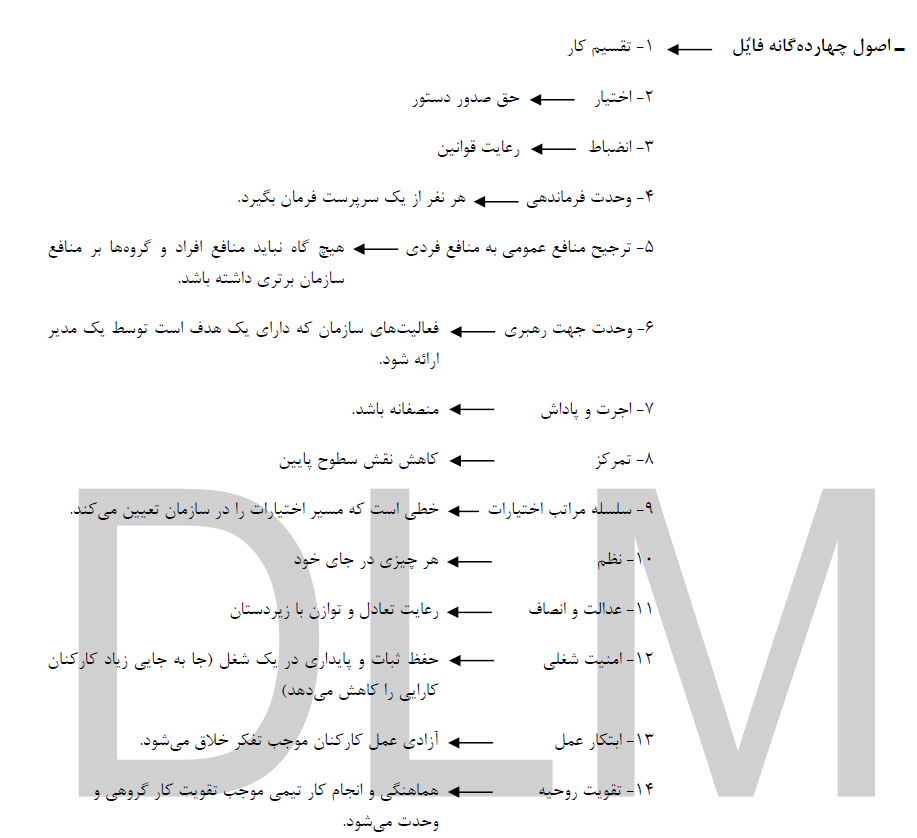 ـ اصول چهارده‌گانه فایُل ← ۱- تقسیم کار
۲- اختیار ← حق صدور دستور
۳- انضباط ← رعایت قوانین
۴- وحدت فرماندهی ← هر نفر از یک سرپرست فرمان بگیرد.
۵- ترجیح منافع عمومی به منافع فردی ← هیچ گاه نباید منافع افراد و گروه‌ها بر منافع
سازمان برتری داشته باشد.
۶- وحدت جهت رهبری ← فعالیت‌های سازمان که دارای یک هدف است توسط یک مدیر
ارائه شود.
۷- اجرت و پاداش ← منصفانه باشد.
۸- تمرکز ← کاهش نقش سطوح پایین
۹- سلسله مراتب اختیارات ← خطی است که مسیر اختیارات را در سازمان تعیین می‌کند.
۱۰- نظم ← هر چیزی در جای خود
۱۱- عدالت و انصاف ← رعایت تعادل و توازن با زیردستان
۱۲- امنیت شغلی ← حفظ ثبات و پایداری در یک شغل (جا به جایی زیاد کارکنان
کارایی را کاهش می‌دهد)
۱۳- ابتکار عمل ← آزادی عمل کارکنان موجب تفکر خلاق می‌شود.
۱۴- تقویت روحیه ← هماهنگی و انجام کار تیمی موجب تقویت کار گروهی و
وحدت می‌شود.
DLM